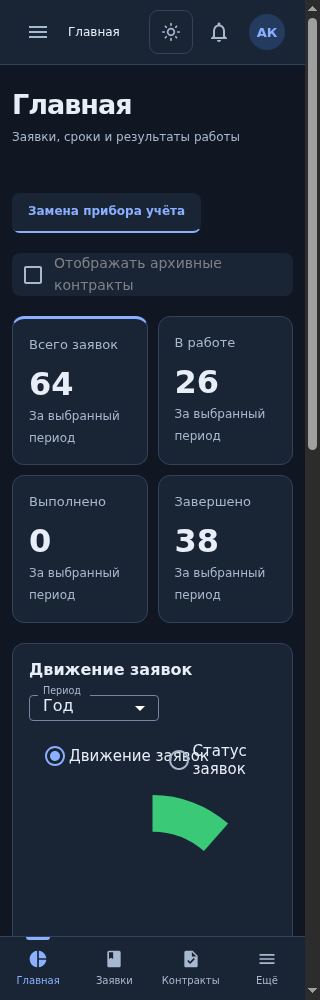 Главная
АК
Главная
Заявки, сроки и результаты работы
Замена прибора учёта
Отображать архивные
контракты
Всего заявок
64
За выбранный
период
В работе
26
За выбранный
период
Выполнено
0
За выбранный
период
Завершено
38
За выбранный
период
Движение заявок
Период
Год
Движение заявок
Статус
заявок
Главная
Заявки
Контракты
Ещё